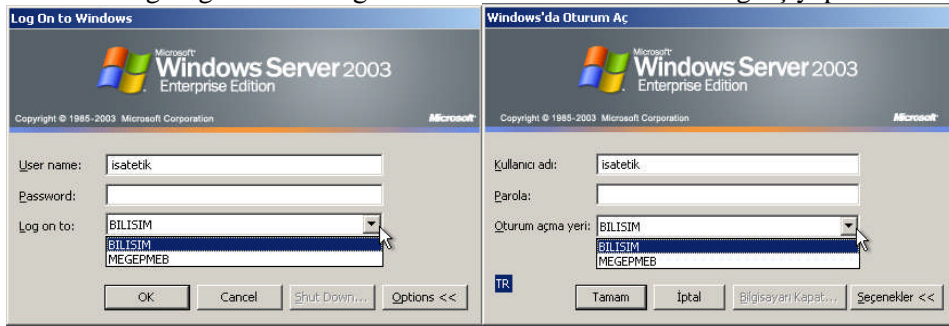 Log On to Windows
Microsoft
Windows Server 2003
Enterprise Edition
Copyright © 1985-2003 Microsoft Corporation
Microsoft
User name: isatetik
Password:
Log on to: BILISIM
BILISIM
MEGEPMEB
OK Cancel Shut Down... Options <<
Windows'da Oturum Aç
Microsoft
Windows Server 2003
Enterprise Edition
Copyright © 1985-2003 Microsoft Corporation
Microsoft
Kullanıcı adı: isatetik
Parola:
Oturum açma yeri: BILISIM
BILISIM
MEGEPMEB
TR
Tamam İptal Bilgisayarı Kapat... Seçenekler <<